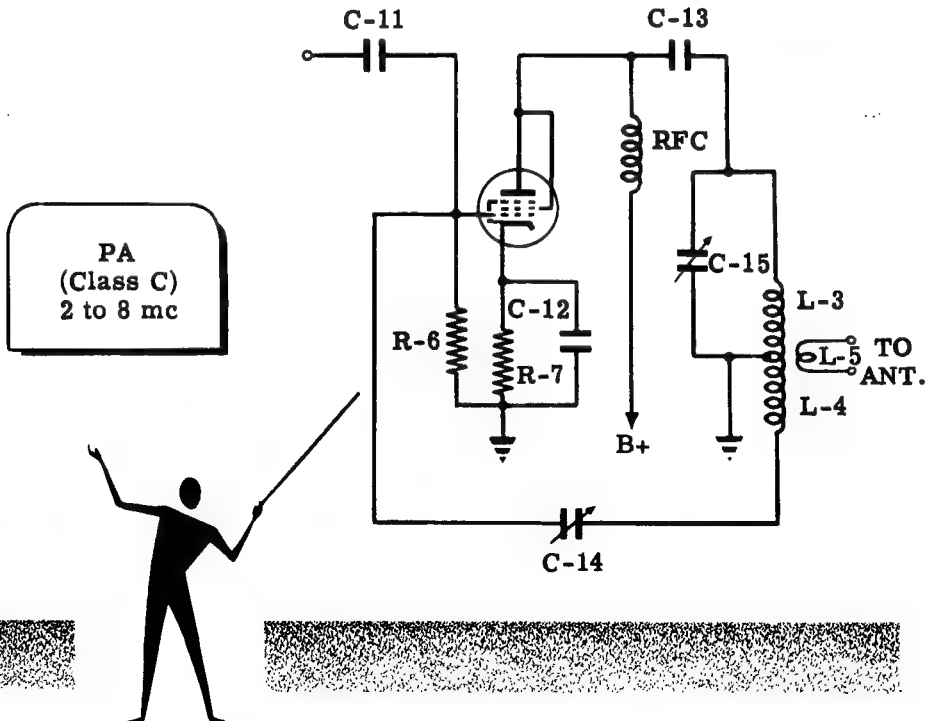 C-11
C-13
RFC
PA
(Class C)
2 to 8 mc
C-15
L-3
C-12
R-6
R-7
L-5 TO
ANT.
L-4
B+
C-14